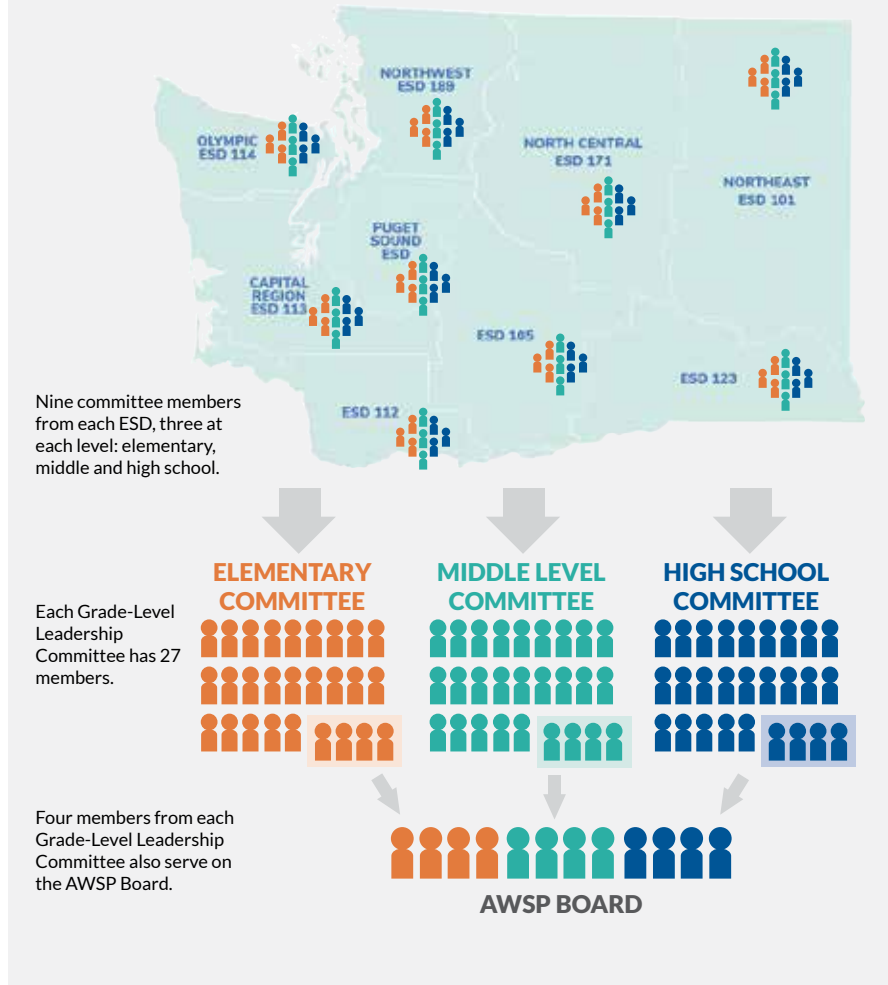 NORTHWEST
ESD 189
OLYMPIC
ESD 114
NORTH CENTRAL
ESD 171
NORTHEAST
ESD 101
PUGET
SOUND
ESD
CAPITAL
REGION
ESD 113
ESD 105
ESD 123
ESD 112
Nine committee members
from each ESD, three at
each level: elementary,
middle and high school.
ELEMENTARY
COMMITTEE
MIDDLE LEVEL
COMMITTEE
HIGH SCHOOL
COMMITTEE
Each Grade-Level
Leadership
Committee has 27
members.
Four members from each
Grade-Level Leadership
Committee also serve on
the AWSP Board.
AWSP BOARD